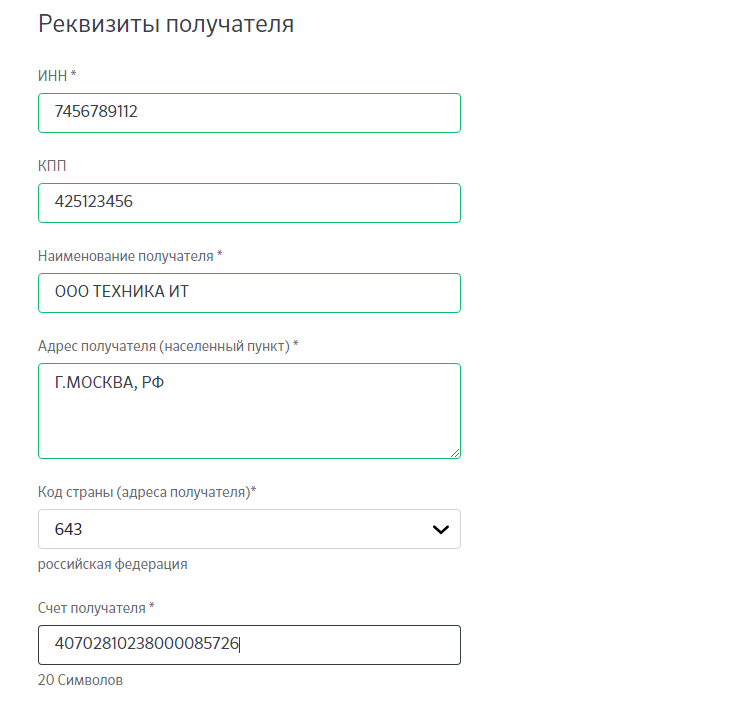 Реквизиты получателя
ИНН *
7456789112
КПП
425123456
Наименование получателя *
ООО ТЕХНИКА ИТ
Адрес получателя (населенный пункт) *
Г.МОСКВА, РФ
Код страны (адреса получателя)*
643
российская федерация
Счет получателя *
40702810238000085726
20 Символов